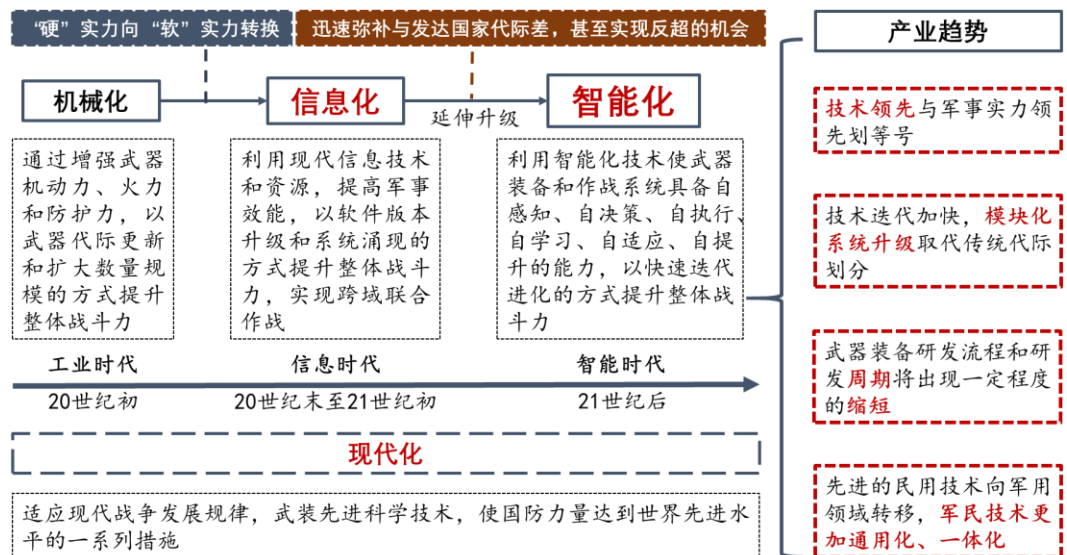 “硬”实力向“软”实力转换
迅速弥补与发达国家代际差，甚至实现反超的机会
机械化
信息化
延伸升级
智能化
通过增强武器
机动力、火力
和防护力，以
武器代际更新
和扩大数量规
模的方式提升
整体战斗力
利用现代信息技术
和资源，提高军事
效能，以软件版本
升级和系统涌现的
方式提升整体战斗
力，实现跨域联合
作战
利用智能化技术使武器
装备和作战系统具备自
感知、自决策、自执行、
自学习、自适应、自提
升的能力，以快速迭代
进化的方式提升整体战
斗力
工业时代
信息时代
智能时代
20世纪初
20世纪末至21世纪初
21世纪后
现代化
适应现代战争发展规律，武装先进科学技术，使国防力量达到世界先进水
平的一系列措施
产业趋势
技术领先与军事实力领
先划等号
技术迭代加快，模块化
系统升级取代传统代际
划分
武器装备研发流程和研
发周期将出现一定程度
的缩短
先进的民用技术向军用
领域转移，军民技术更
加通用化、一体化